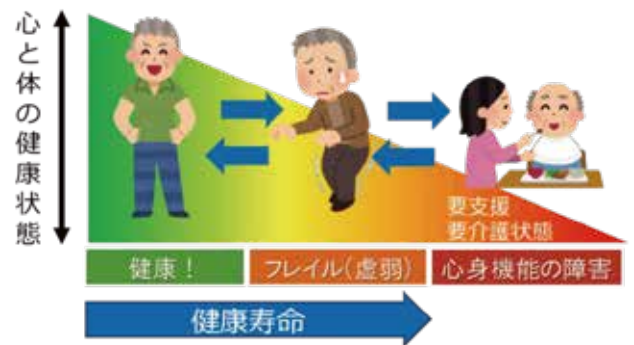 心と体の健康状態
要支援
要介護状態
健康！
フレイル（虚弱）
心身機能の障害
健康寿命